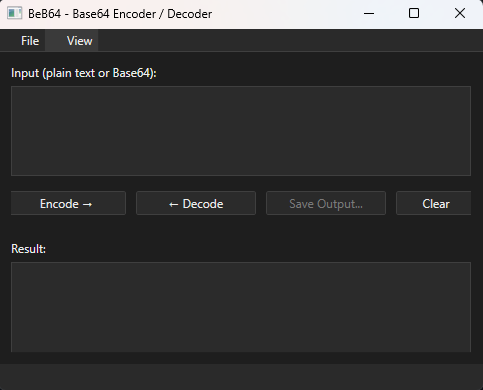 BeB64 - Base64 Encoder / Decoder
File View
Input (plain text or Base64):
Encode → ← Decode Save Output... Clear
Result: